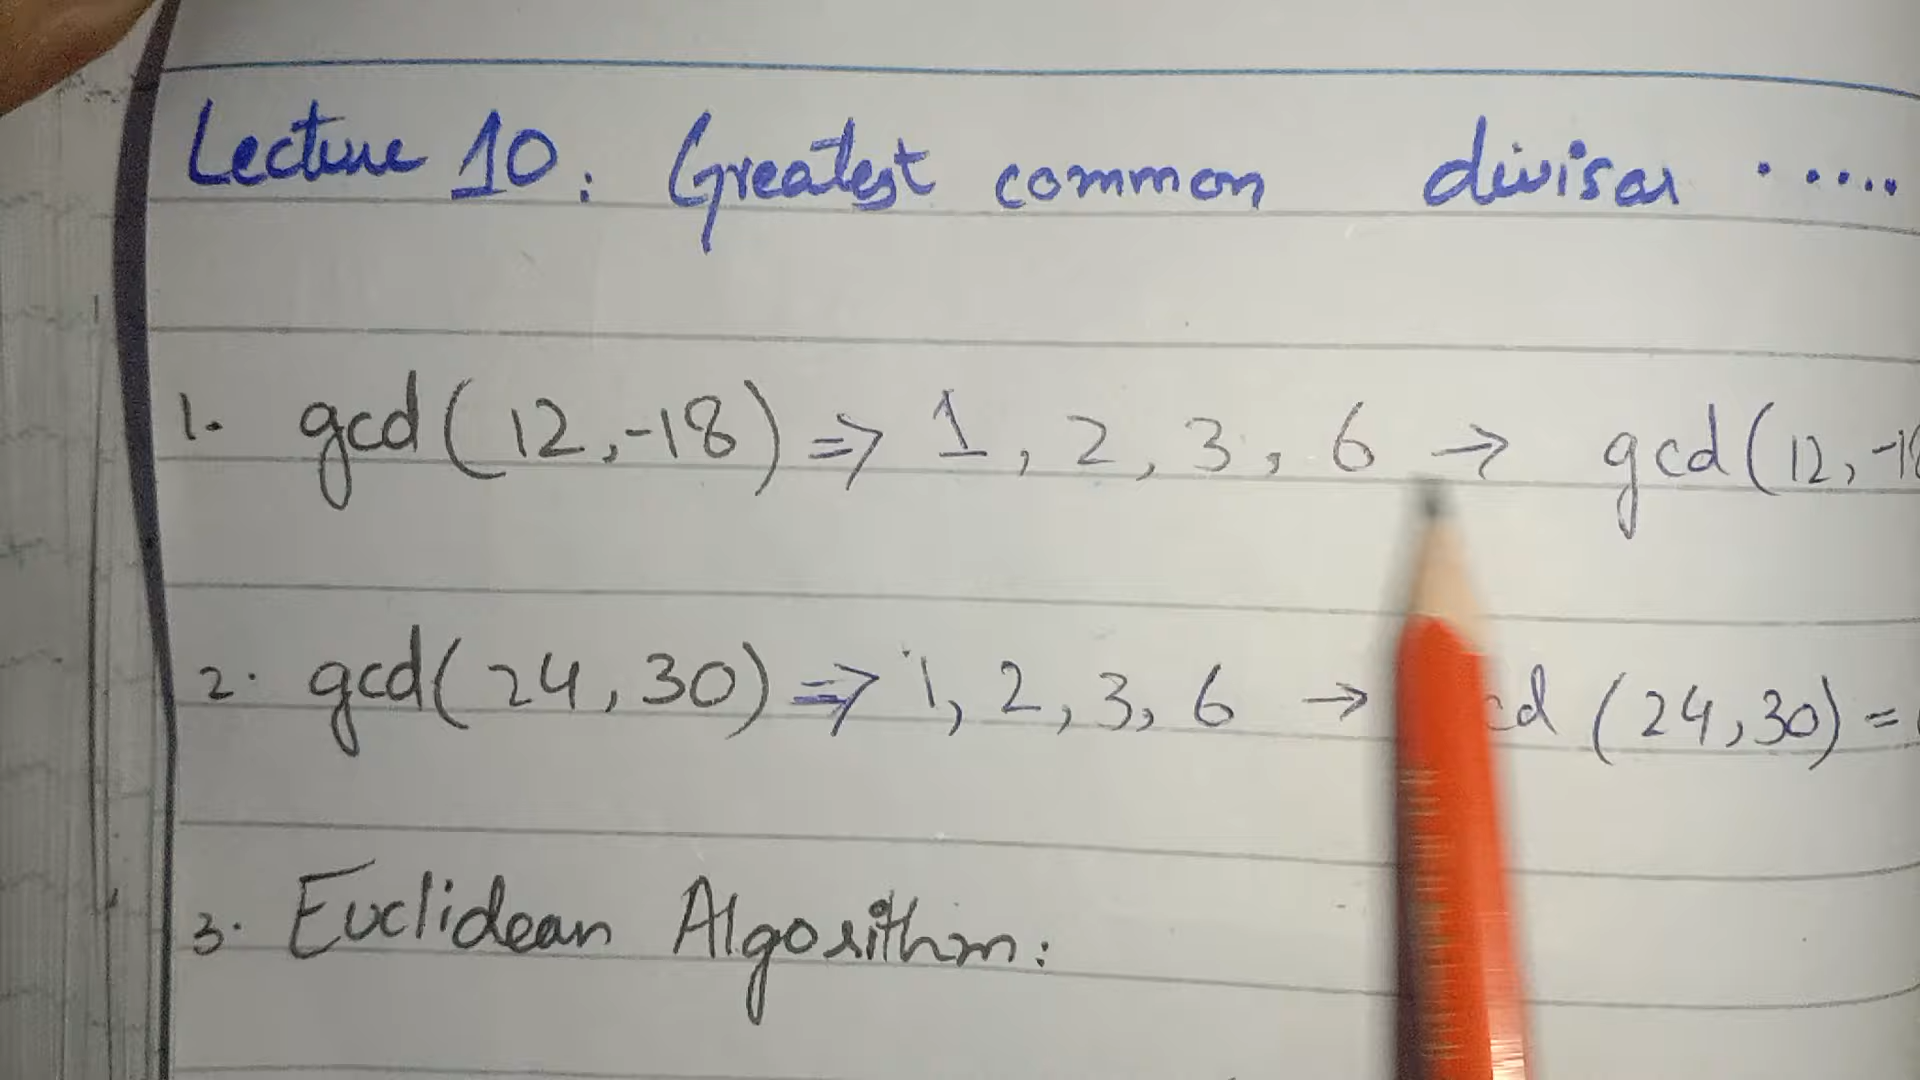 Lecture 10: Greatest common divisor ......
1. gcd(12,-18) => 1, 2, 3, 6 → gcd(12,-18
2. gcd(24,30) => 1, 2, 3, 6 → cd (24,30) =
3. Euclidean Algorithm: